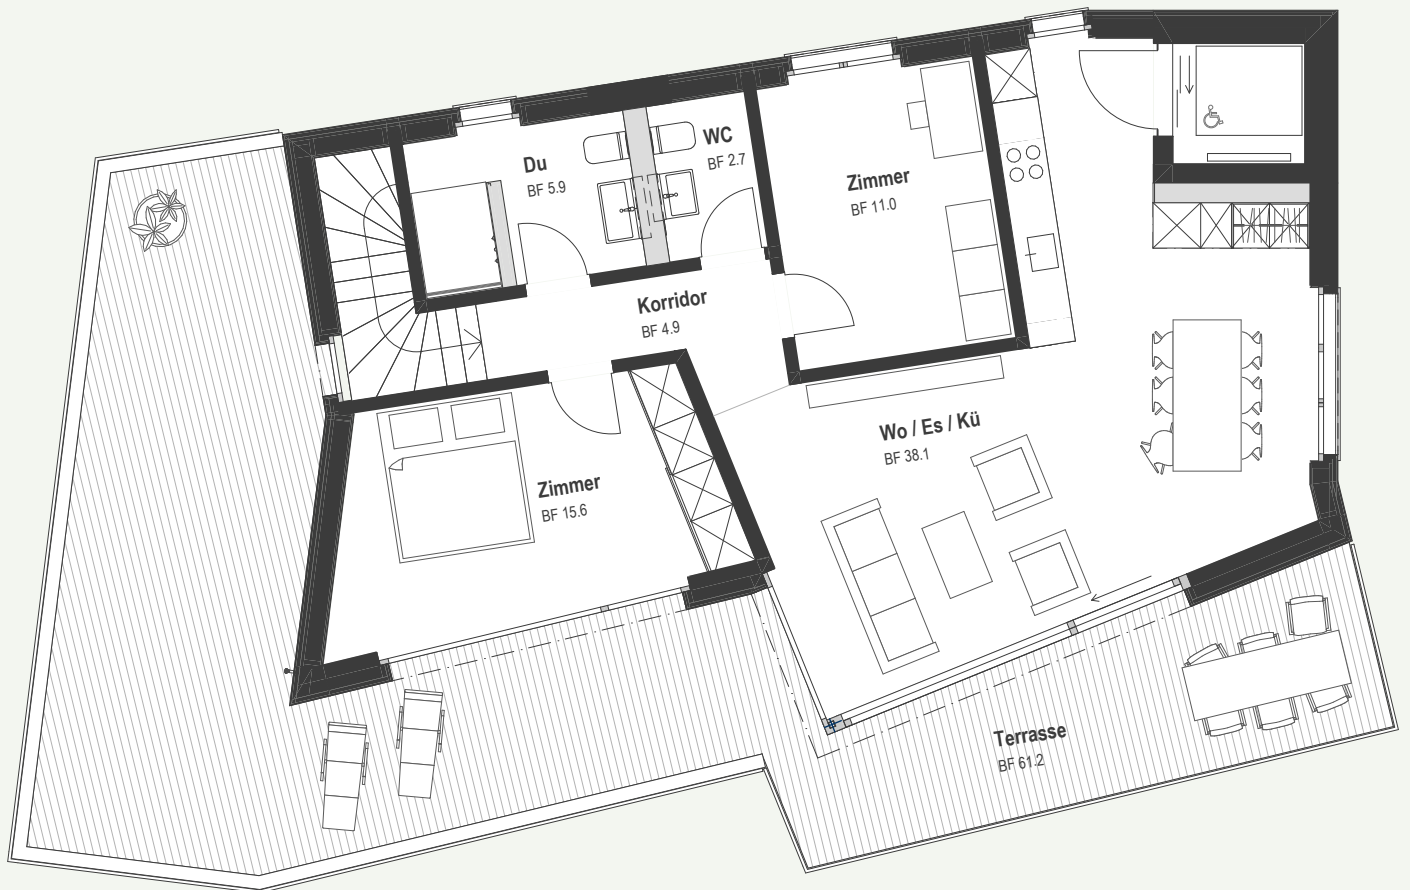 Du
BF 5.9
WC
BF 2.7
Zimmer
BF 11.0
Korridor
BF 4.9
Wo / Es / Kü
BF 38.1
Zimmer
BF 15.6
Terrasse
BF 61.2